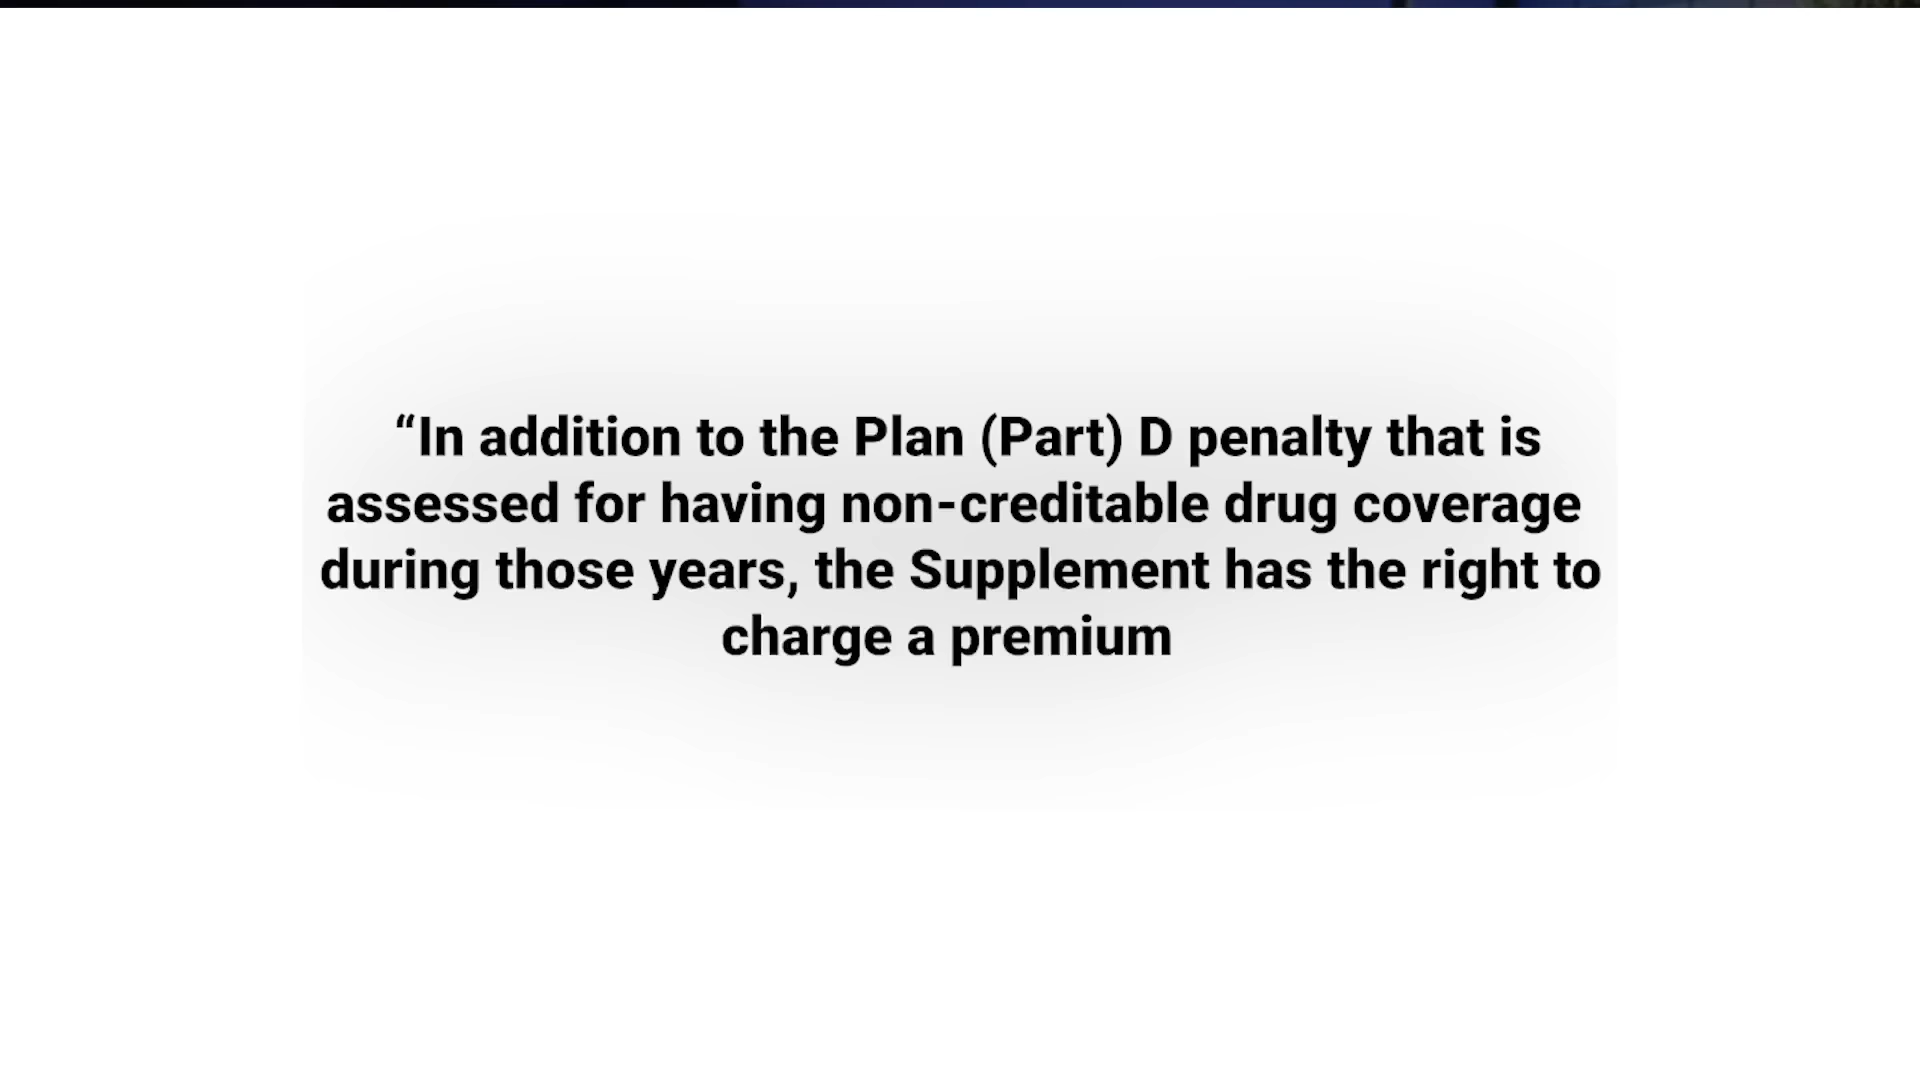 “In addition to the Plan (Part) D penalty that is
assessed for having non-creditable drug coverage
during those years, the Supplement has the right to
charge a premium